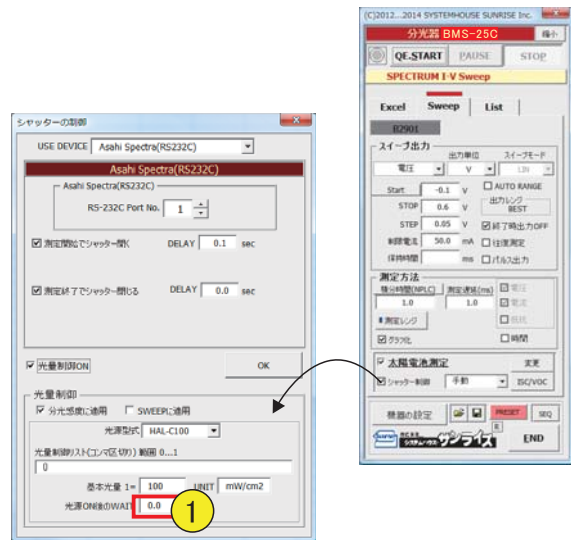 シャッターの制御
USE DEVICE Asahi Spectra(RS232C)
Asahi Spectra(RS232C)
Asahi Spectra(RS232C)
RS-232C Port No. 1
測定開始でシャッター開く DELAY 0.1 sec
測定終了でシャッター閉じる DELAY 0.0 sec
光量制御ON OK
光量制御
分光感度に適用 SWEEPに適用
光源型式 HAL-C100
光量制御リスト(コンマ区切り) 範囲 0...1
0
基本光量 1= 100 UNIT mW/cm2
光源ON後のWAIT 0.0
1
(C)2012...2014 SYSTEMHOUSE SUNRISE Inc.
分光器 BMS-25C 縮小
QE.START PAUSE STOP
SPECTRUM I-V Sweep
Excel Sweep List
B2901
スイープ出力
出力単位 スイープモード
電圧 V LIN
Start -0.1 V AUTO RANGE
STOP 0.6 V 出力レンジ BEST
STEP 0.05 V 終了時出力OFF
制限電流 50.0 mA 往復測定
保持時間 ms パルス出力
測定方法
積分時間(NPLC) 測定遅延(ms) 電圧
1.0 1.0 電流
測定レンジ 抵抗
グラフ化 時間
太陽電池測定 変更
シャッター制御 手動 ISC/VOC
機器の設定 PRESET SEQ
システムハウス サンライズ R END